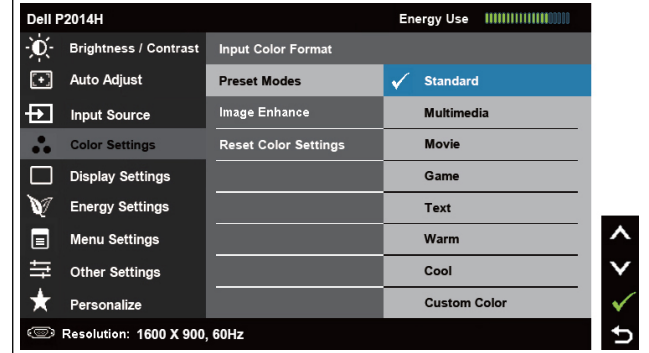 Dell P2014H Energy Use
Brightness / Contrast Input Color Format
Auto Adjust Preset Modes Standard
Input Source Image Enhance Multimedia
Color Settings Reset Color Settings Movie
Display Settings Game
Energy Settings Text
Menu Settings Warm
Other Settings Cool
Personalize Custom Color
Resolution: 1600 X 900, 60Hz